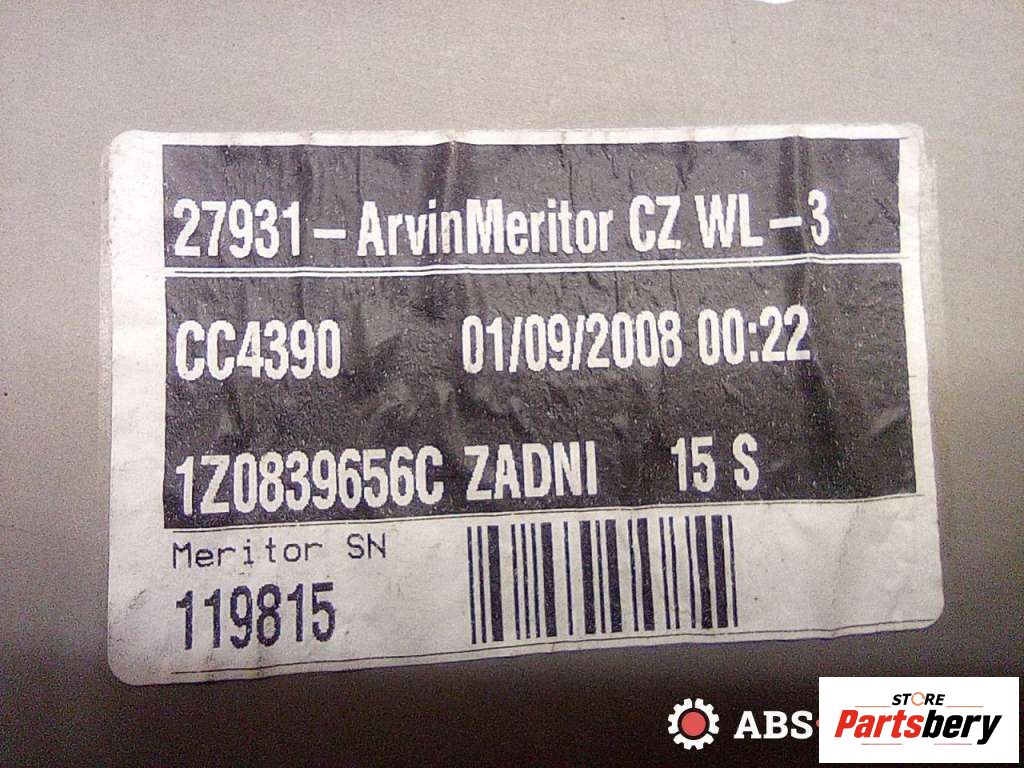 27931-ArvinMeritor CZ WL-3
CC4390 01/09/2008 00:22
1Z0839656C ZADNI 15 S
Meritor SN
119815
ABS-
STORE
Partsbery